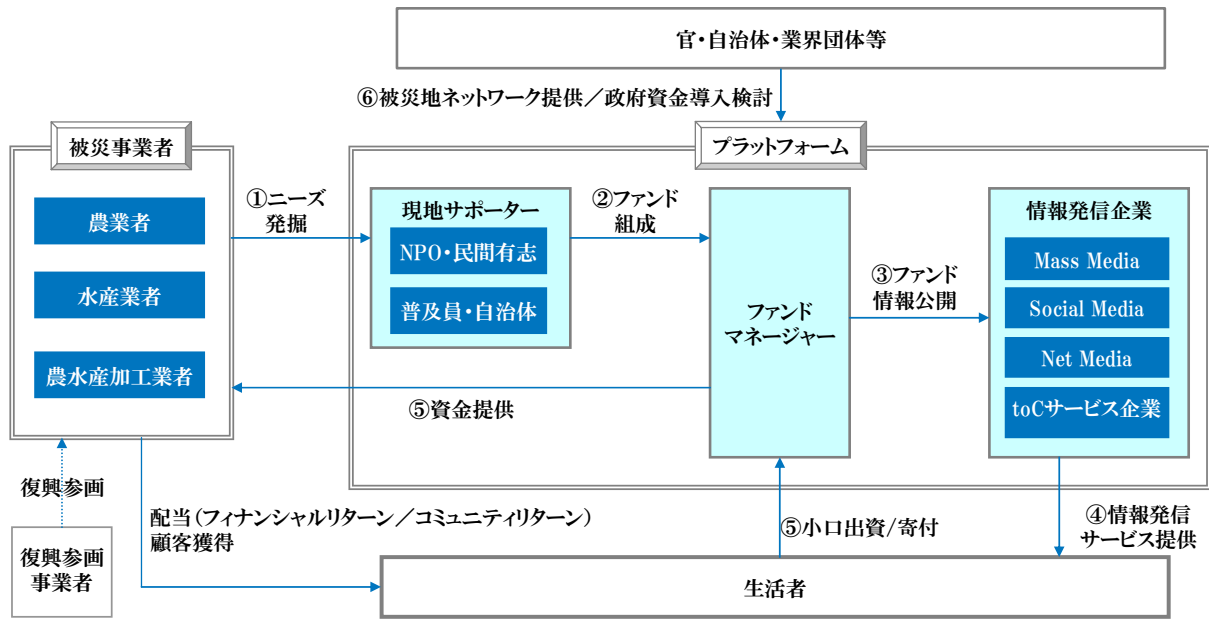 官・自治体・業界団体等
⑥被災地ネットワーク提供／政府資金導入検討
被災事業者
農業者
水産業者
農水産加工業者
①ニーズ
発掘
プラットフォーム
現地サポーター
NPO・民間有志
普及員・自治体
②ファンド
組成
ファンド
マネージャー
③ファンド
情報公開
情報発信企業
Mass Media
Social Media
Net Media
toCサービス企業
⑤資金提供
復興参画
復興参画
事業者
配当（フィナンシャルリターン／コミュニティリターン）
顧客獲得
⑤小口出資/寄付
④情報発信
サービス提供
生活者